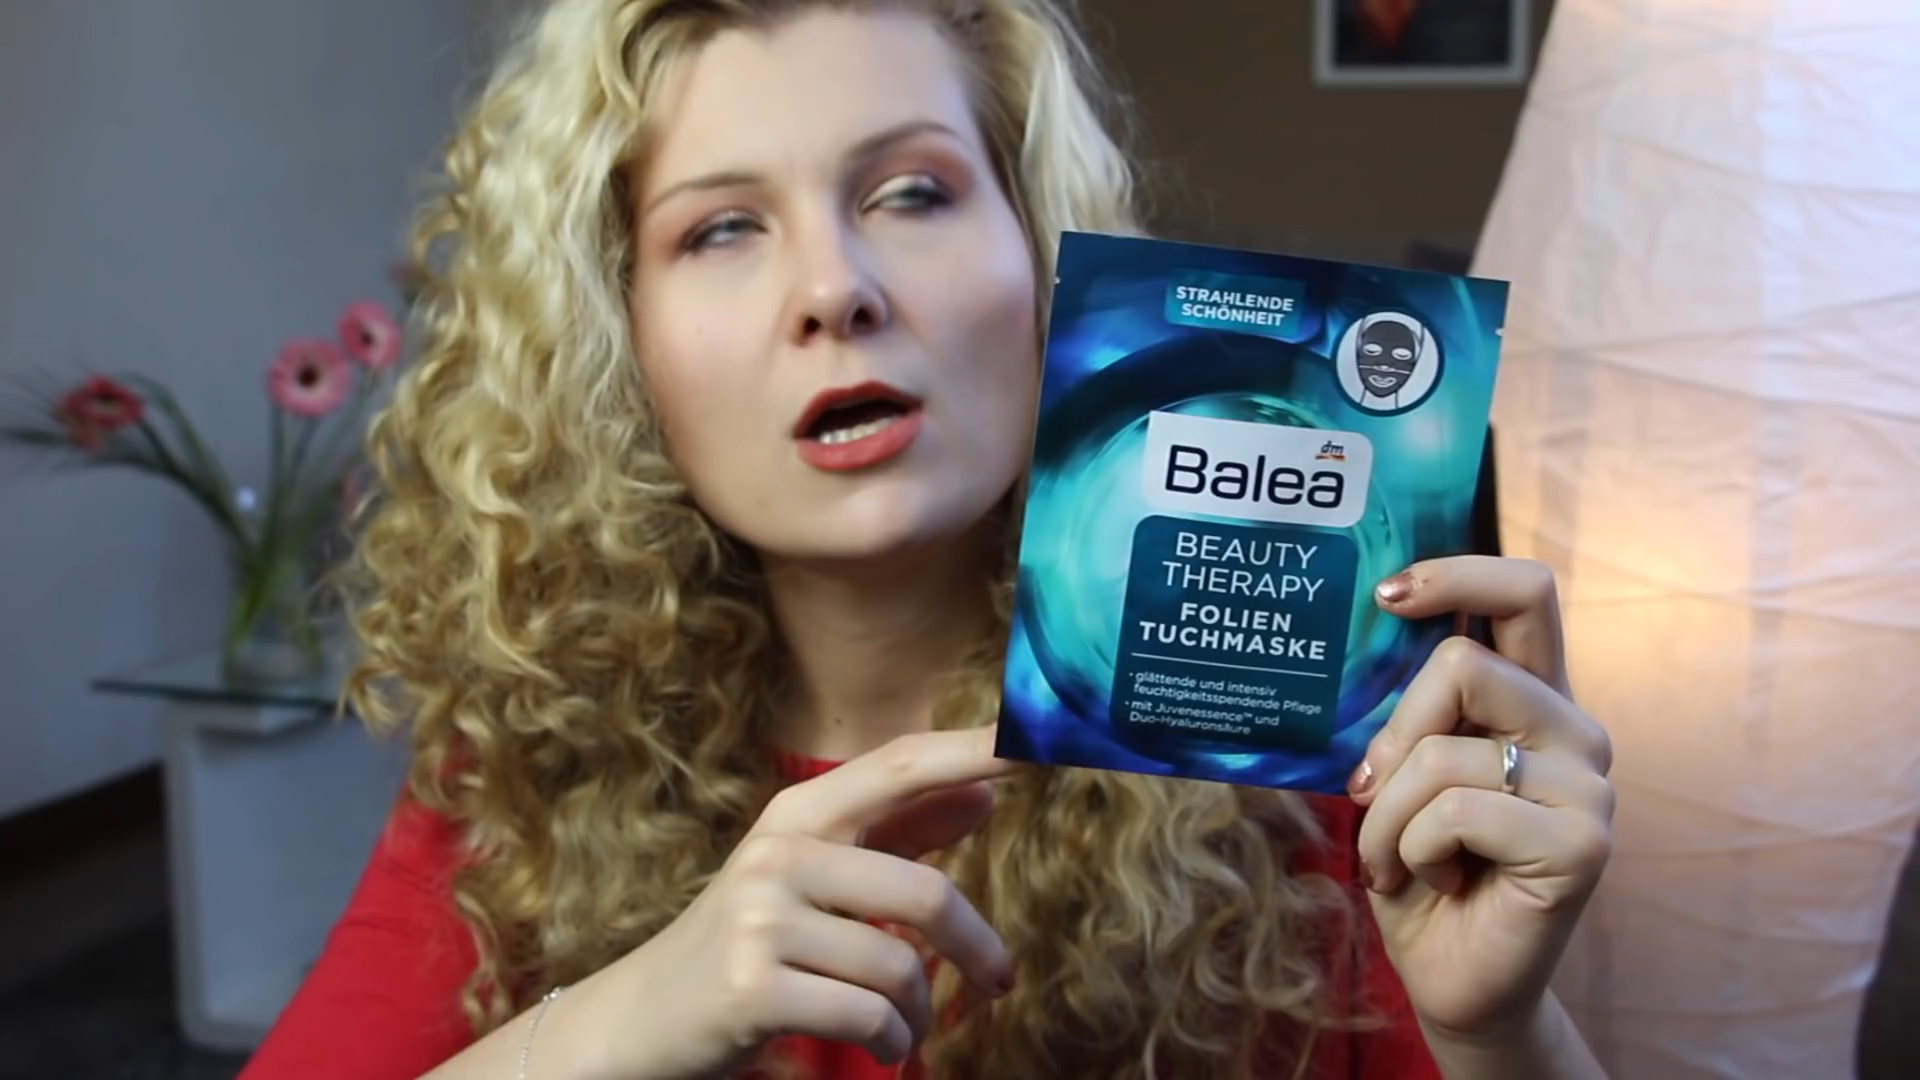 STRAHLENDE
SCHÖNHEIT
dm
Balea
BEAUTY
THERAPY
FOLIEN
TUCHMASKE
• glättende und intensiv
feuchtigkeitsspendende Pflege
• mit Juvenessence™ und
Duo-Hyaluronsäure